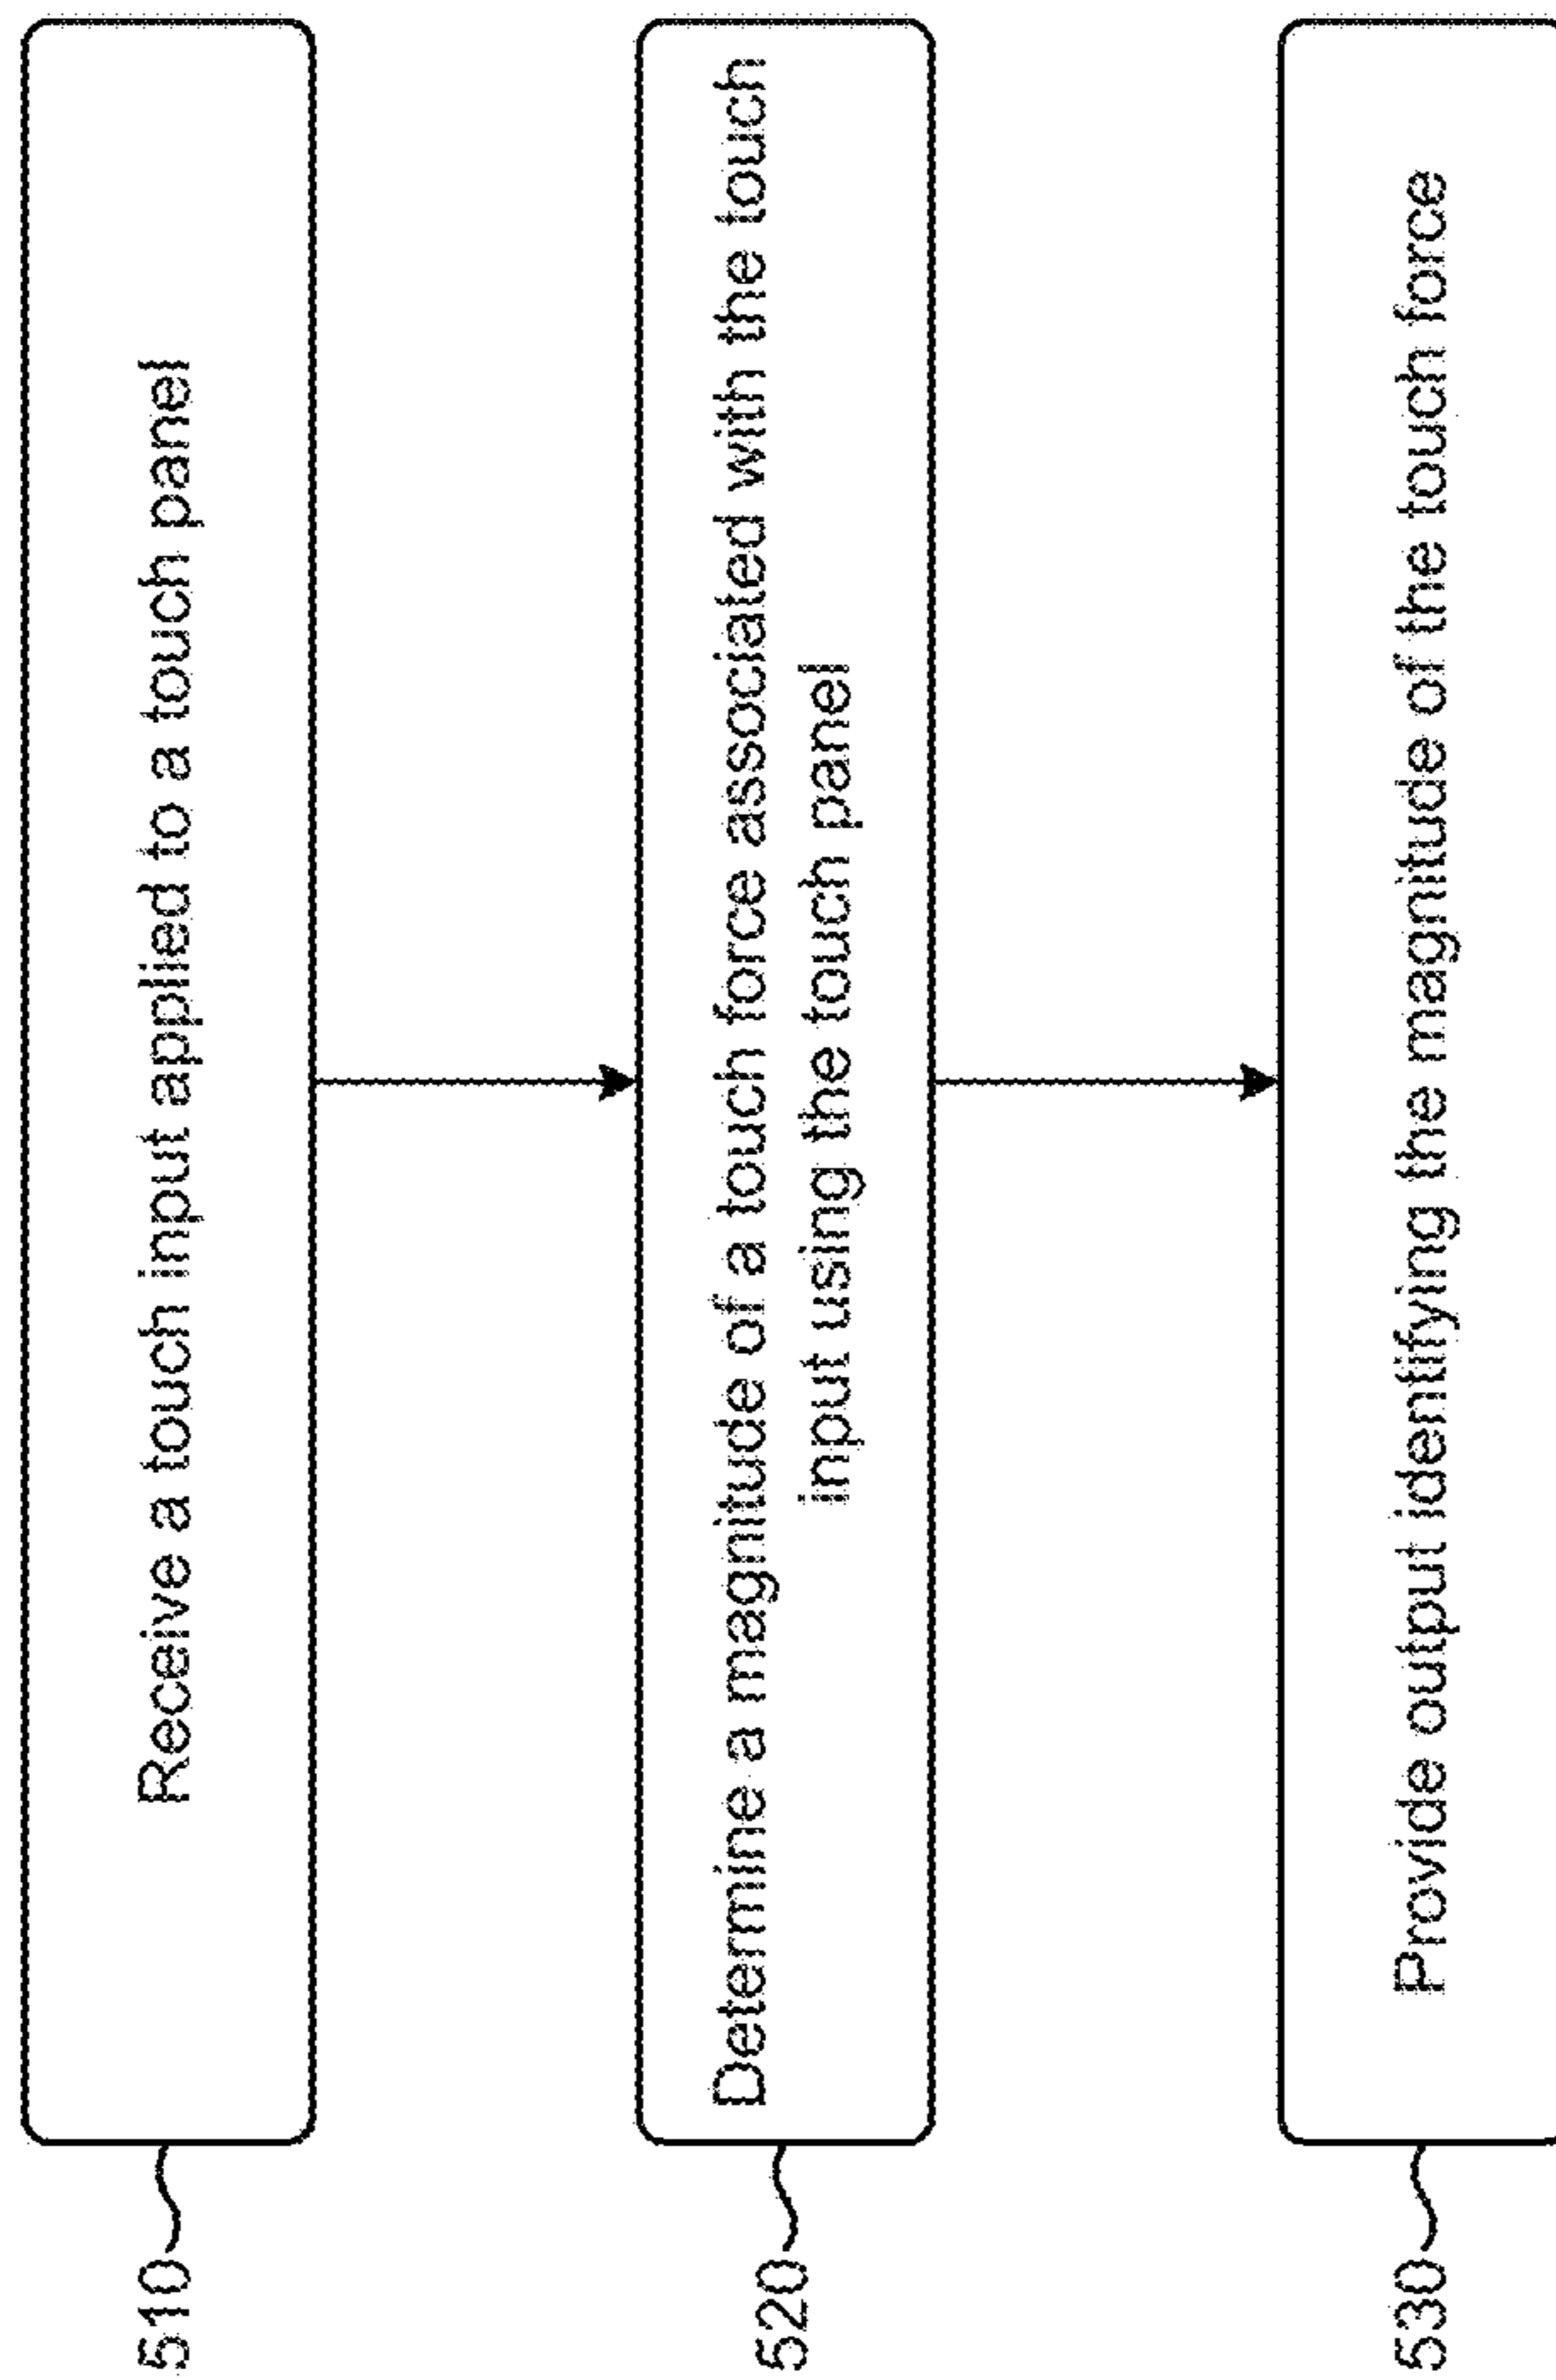 510
Receive a touch input applied to a touch panel
520
Determine a magnitude of a touch force associated with the touch
input using the touch panel
530
Provide output identifying the magnitude of the touch force